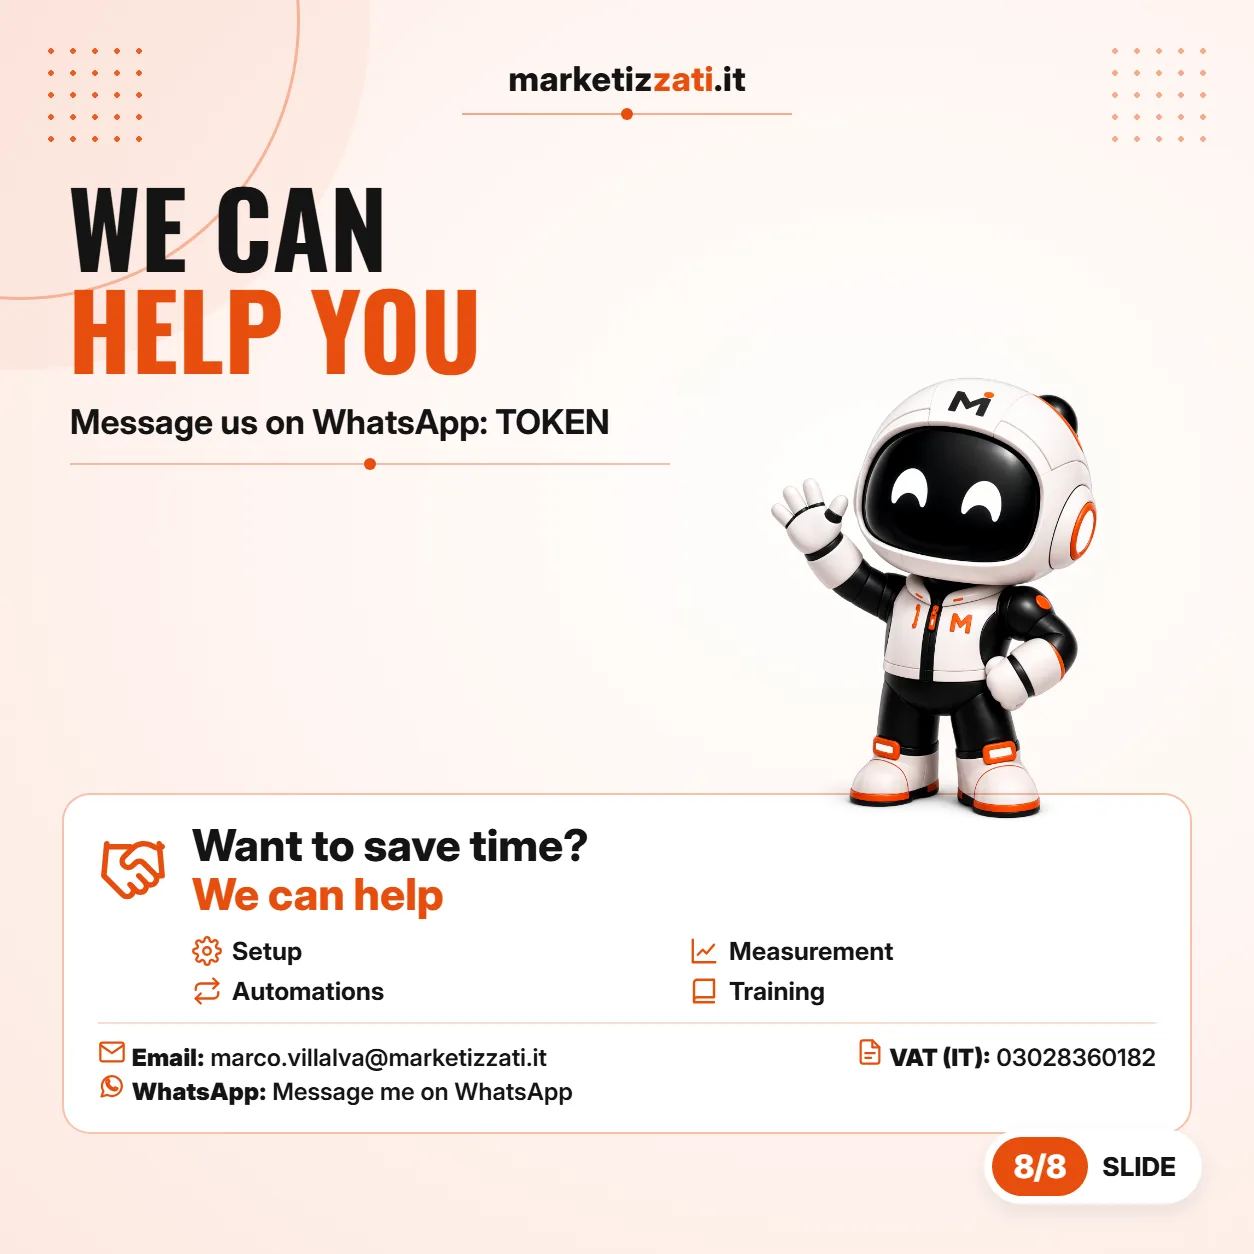 marketizzati.it
WE CAN
HELP YOU
Message us on WhatsApp: TOKEN
M
M
Want to save time?
We can help
Setup
Measurement
Automations
Training
Email: marco.villalva@marketizzati.it
VAT (IT): 03028360182
WhatsApp: Message me on WhatsApp
8/8 SLIDE